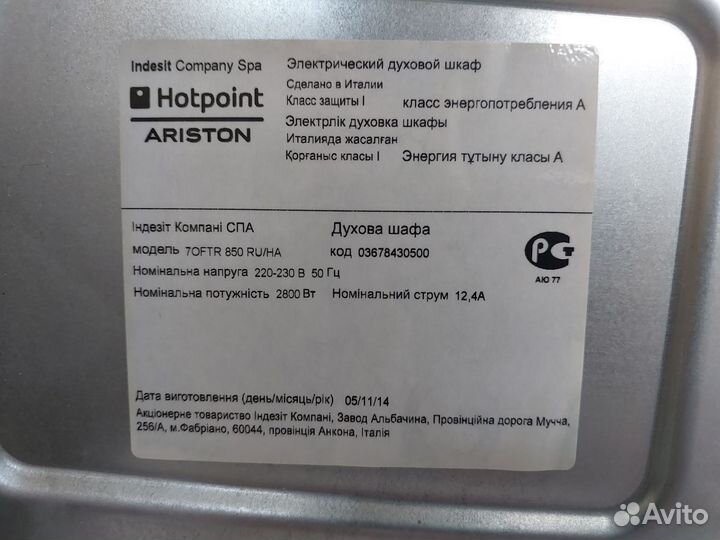 Indesit Company Spa
Hotpoint
ARISTON
Электрический духовой шкаф
Сделано в Италии
Класс защиты I класс энергопотребления А
Электрлік духовка шкафы
Италияда жасалған
Қорғаныс класы I Энергия тұтыну класы А
Індезіт Компані СПА Духова шафа
модель 7OFTR 850 RU/HA код 03678430500
Номінальна напруга 220-230 В 50 Гц
Номінальна потужність 2800 Вт Номінальний струм 12,4А
РСТ
АЮ 77
Дата виготовлення (день/місяць/рік) 05/11/14
Акціонерне товариство Індезіт Компані, Завод Альбачина, Провінційна дорога Мучча,
256/А, м.Фабріано, 60044, провінція Анкона, Італія
Avito